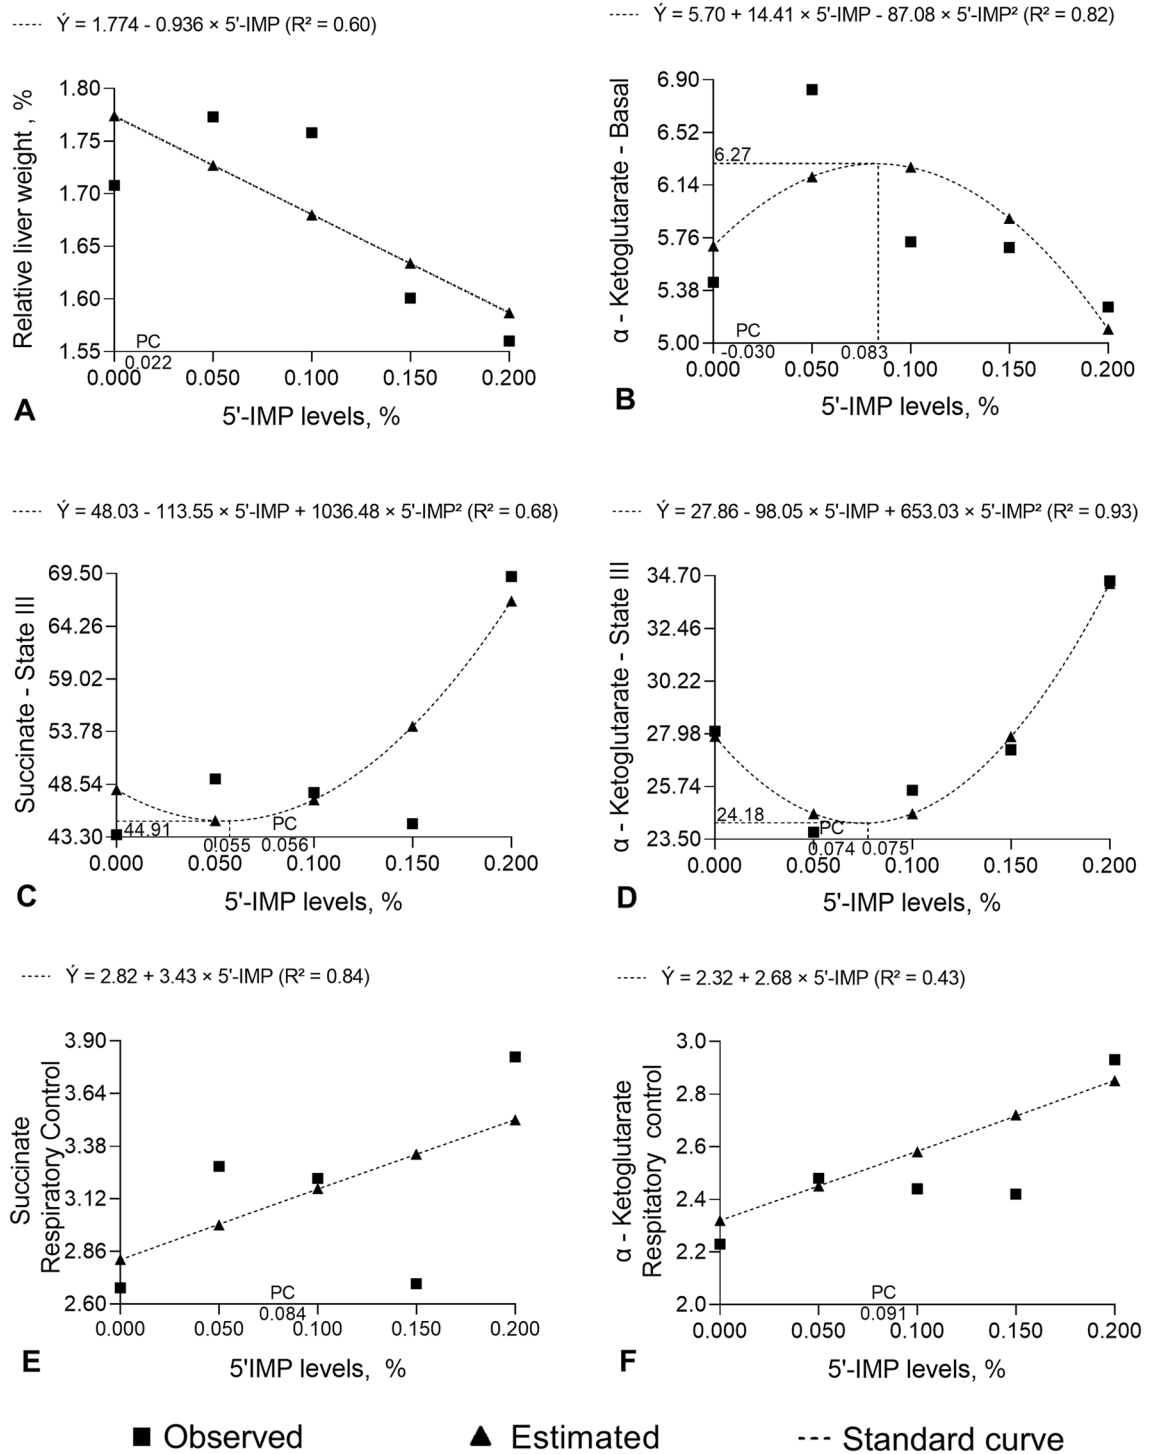 Ý = 1.774 - 0.936 × 5'-IMP (R² = 0.60)
Relative liver weight , %
1.80
1.75
1.70
1.65
1.60
1.55
PC
0.022
0.000 0.050 0.100 0.150 0.200
5'-IMP levels, %
A
Ý = 5.70 + 14.41 × 5'-IMP - 87.08 × 5'-IMP² (R² = 0.82)
α - Ketoglutarate - Basal
6.90
6.52
6.14
5.76
5.38
5.00
6.27
PC
-0.030
0.083
0.000 0.050 0.100 0.150 0.200
5'-IMP levels, %
B
Ý = 48.03 - 113.55 × 5'-IMP + 1036.48 × 5'-IMP² (R² = 0.68)
Succinate - State III
69.50
64.26
59.02
53.78
48.54
43.30
44.91
PC
0.055 0.056
0.000 0.050 0.100 0.150 0.200
5'-IMP levels, %
C
Ý = 27.86 - 98.05 × 5'-IMP + 653.03 × 5'-IMP² (R² = 0.93)
α - Ketoglutarate - State III
34.70
32.46
30.22
27.98
25.74
23.50
24.18
PC
0.074 0.075
0.000 0.050 0.100 0.150 0.200
5'-IMP levels, %
D
Ý = 2.82 + 3.43 × 5'-IMP (R² = 0.84)
Succinate
Respiratory Control
3.90
3.64
3.38
3.12
2.86
2.60
PC
0.084
0.000 0.050 0.100 0.150 0.200
5'IMP levels, %
E
Ý = 2.32 + 2.68 × 5'-IMP (R² = 0.43)
α - Ketoglutarate
Respitatory control
3.0
2.8
2.6
2.4
2.2
2.0
PC
0.091
0.000 0.050 0.100 0.150 0.200
5'-IMP levels, %
F
Observed Estimated Standard curve